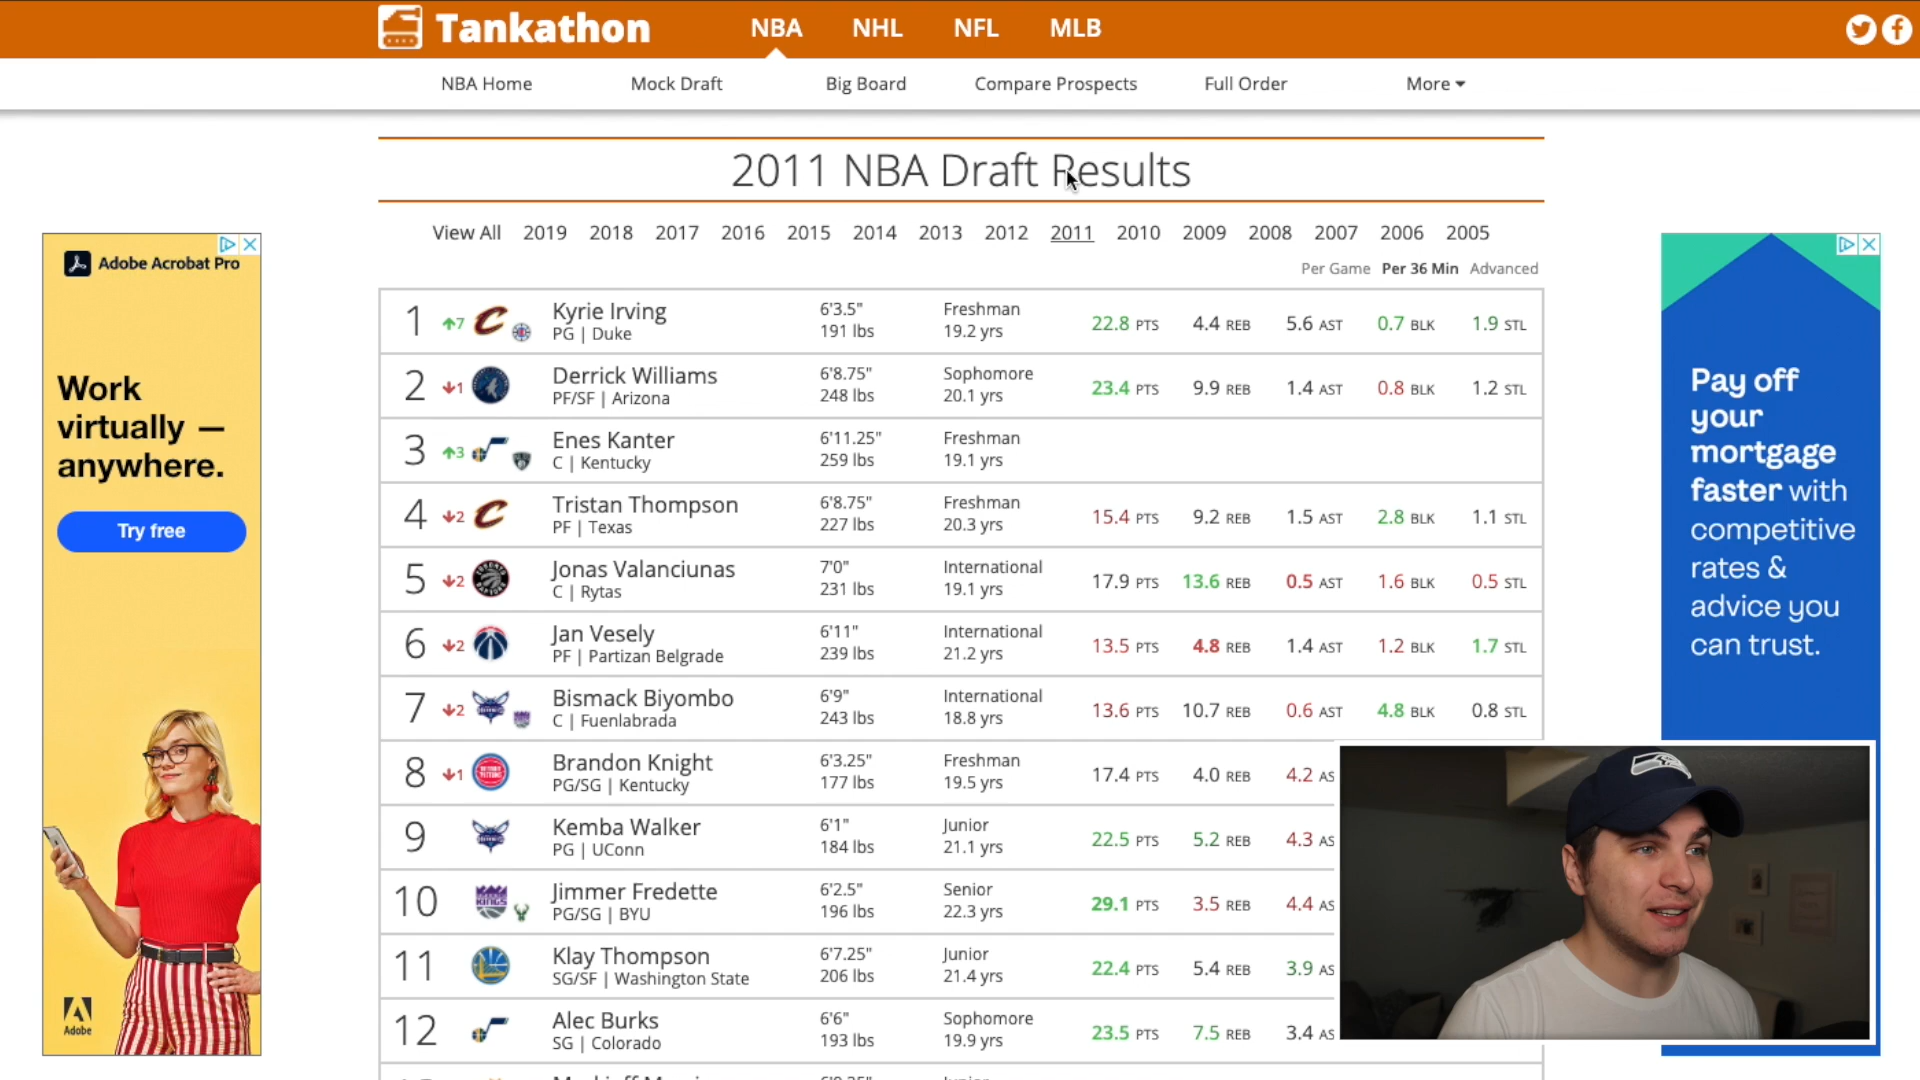 Tankathon
NBA NHL NFL MLB
NBA Home Mock Draft Big Board Compare Prospects Full Order More
2011 NBA Draft Results
View All 2019 2018 2017 2016 2015 2014 2013 2012 2011 2010 2009 2008 2007 2006 2005
Per Game Per 36 Min Advanced
1 7 Kyrie Irving 6'3.5" Freshman 22.8 PTS 4.4 REB 5.6 AST 0.7 BLK 1.9 STL
PG | Duke 191 lbs 19.2 yrs
2 1 Derrick Williams 6'8.75" Sophomore 23.4 PTS 9.9 REB 1.4 AST 0.8 BLK 1.2 STL
PF/SF | Arizona 248 lbs 20.1 yrs
3 3 Enes Kanter 6'11.25" Freshman
C | Kentucky 259 lbs 19.1 yrs
4 2 Tristan Thompson 6'8.75" Freshman 15.4 PTS 9.2 REB 1.5 AST 2.8 BLK 1.1 STL
PF | Texas 227 lbs 20.3 yrs
5 2 Jonas Valanciunas 7'0" International 17.9 PTS 13.6 REB 0.5 AST 1.6 BLK 0.5 STL
C | Rytas 231 lbs 19.1 yrs
6 2 Jan Vesely 6'11" International 13.5 PTS 4.8 REB 1.4 AST 1.2 BLK 1.7 STL
PF | Partizan Belgrade 239 lbs 21.2 yrs
7 2 Bismack Biyombo 6'9" International 13.6 PTS 10.7 REB 0.6 AST 4.8 BLK 0.8 STL
C | Fuenlabrada 243 lbs 18.8 yrs
8 1 Brandon Knight 6'3.25" Freshman 17.4 PTS 4.0 REB 4.2 AS
PG/SG | Kentucky 177 lbs 19.5 yrs
9 Kemba Walker 6'1" Junior 22.5 PTS 5.2 REB 4.3 AS
PG | UConn 184 lbs 21.1 yrs
10 Jimmer Fredette 6'2.5" Senior 29.1 PTS 3.5 REB 4.4 AS
PG/SG | BYU 196 lbs 22.3 yrs
11 Klay Thompson 6'7.25" Junior 22.4 PTS 5.4 REB 3.9 AS
SG/SF | Washington State 206 lbs 21.4 yrs
12 Alec Burks 6'6" Sophomore 23.5 PTS 7.5 REB 3.4 AS
SG | Colorado 193 lbs 19.9 yrs
Adobe Acrobat Pro
Work
virtually —
anywhere.
Try free
Adobe
Pay off
your
mortgage
faster with
competitive
rates &
advice you
can trust.